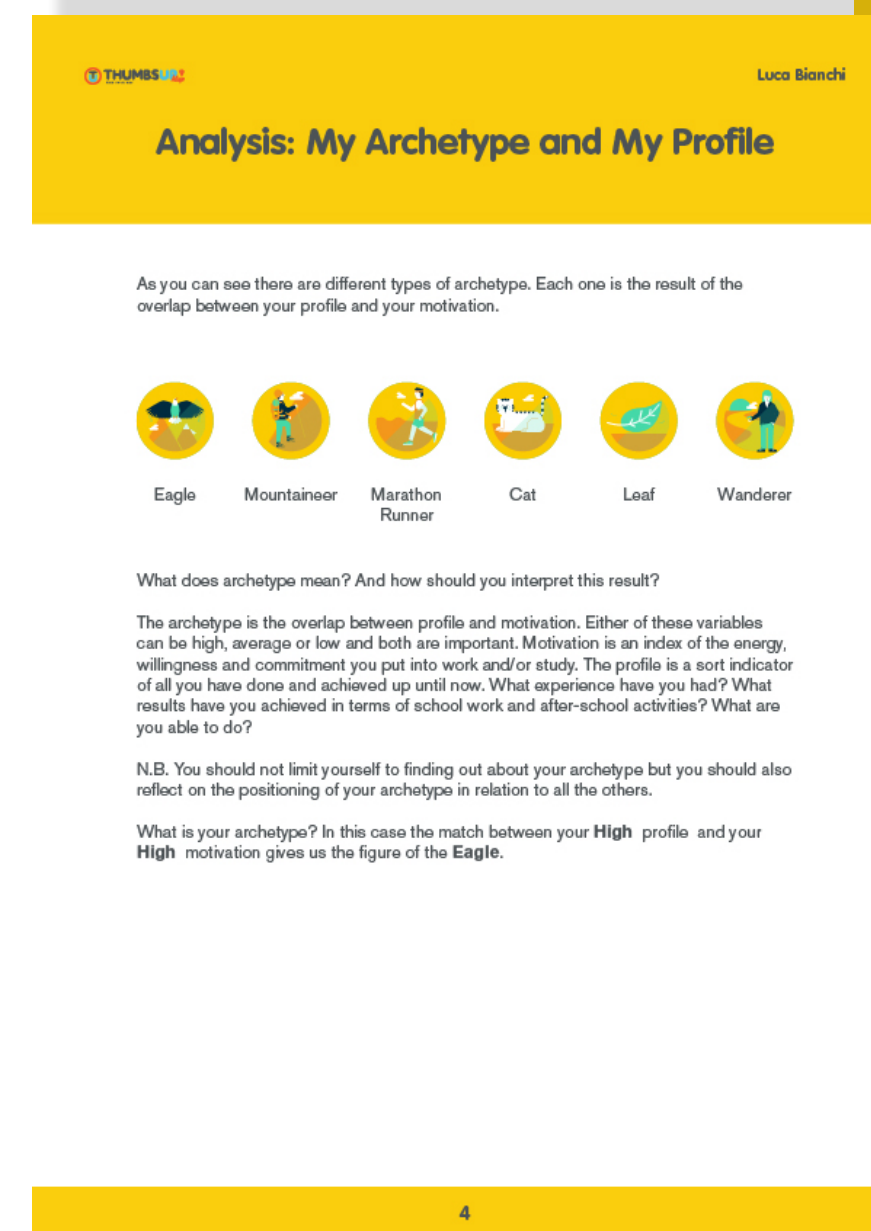 THUMBSUP!
Luca Bianchi
Analysis: My Archetype and My Profile
As you can see there are different types of archetype. Each one is the result of the
overlap between your profile and your motivation.
Eagle
Mountaineer
Marathon
Runner
Cat
Leaf
Wanderer
What does archetype mean? And how should you interpret this result?
The archetype is the overlap between profile and motivation. Either of these variables
can be high, average or low and both are important. Motivation is an index of the energy,
willingness and commitment you put into work and/or study. The profile is a sort indicator
of all you have done and achieved up until now. What experience have you had? What
results have you achieved in terms of school work and after-school activities? What are
you able to do?
N.B. You should not limit yourself to finding out about your archetype but you should also
reflect on the positioning of your archetype in relation to all the others.
What is your archetype? In this case the match between your High profile and your
High motivation gives us the figure of the Eagle.
4